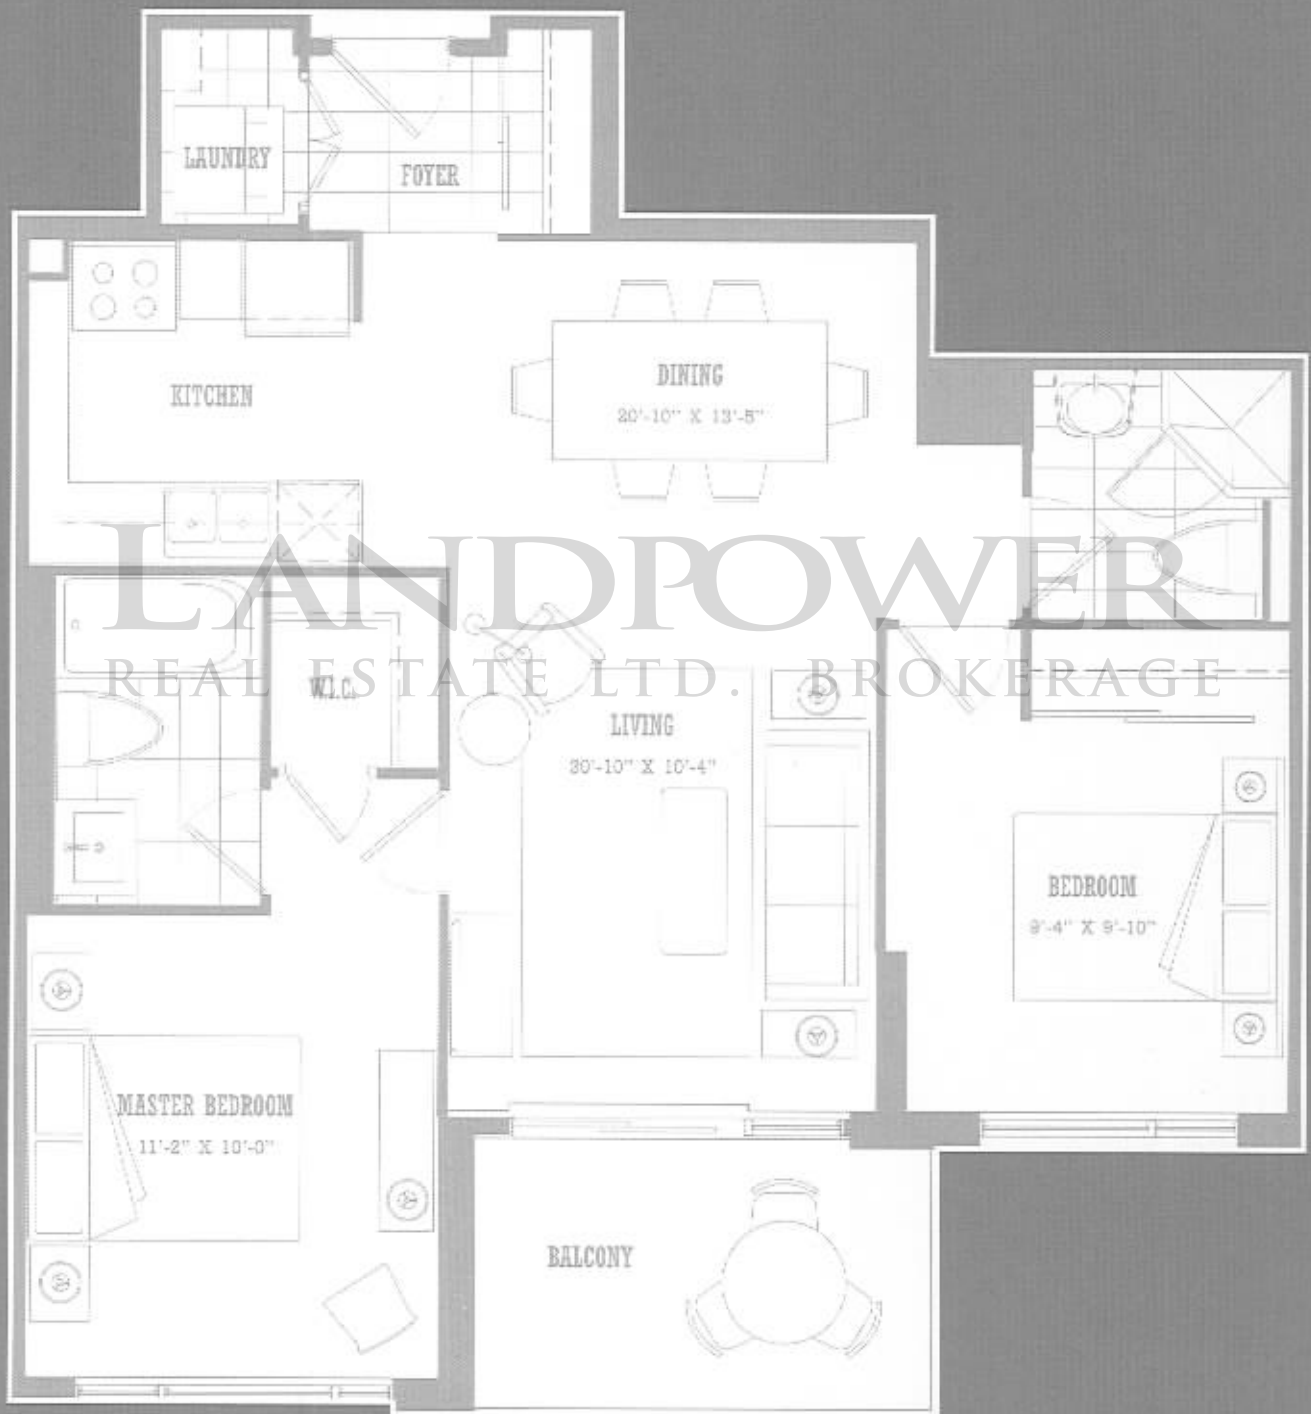 LAUNDRY
FOYER
KITCHEN
DINING
20'-10" X 13'-5"
LANDPOWER
REAL ESTATE LTD. BROKERAGE
W.I.C.
LIVING
20'-10" X 10'-4"
BEDROOM
9'-4" X 9'-10"
MASTER BEDROOM
11'-2" X 10'-0"
BALCONY